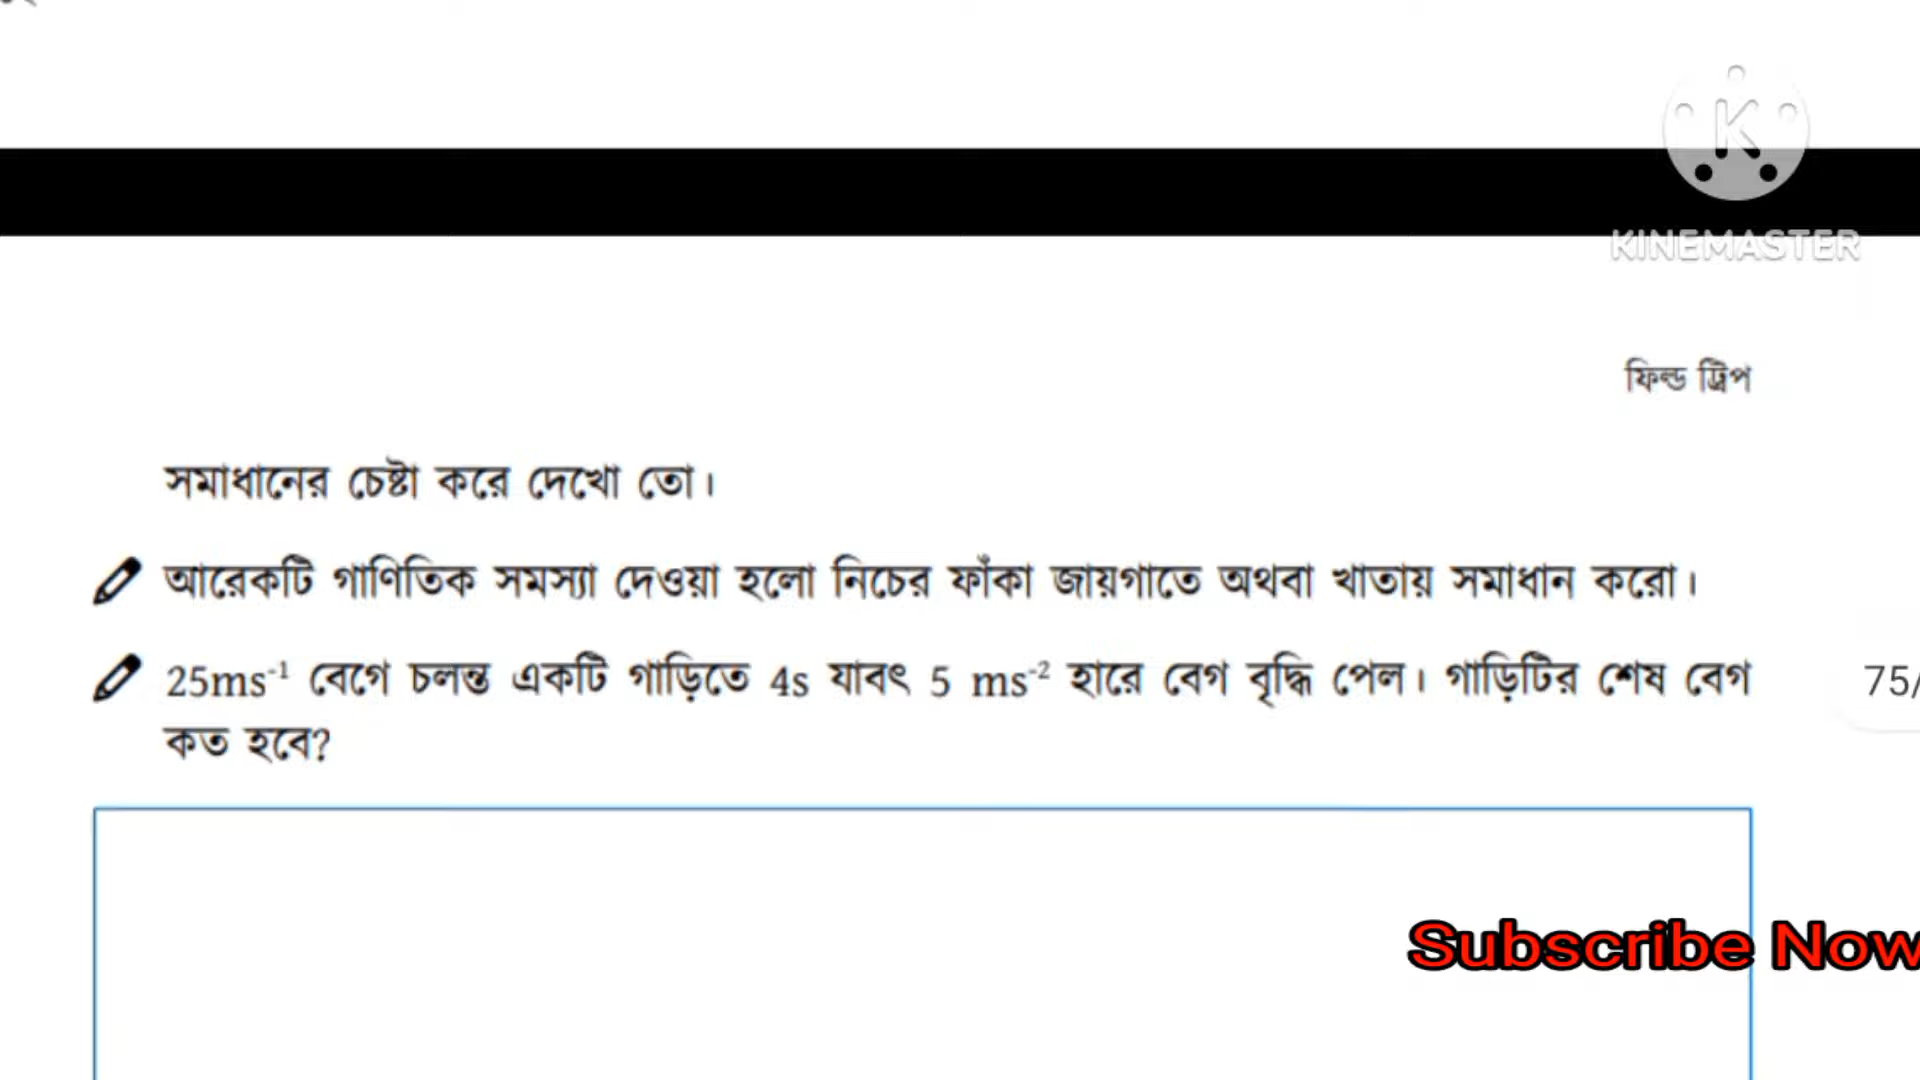 KINEMASTER
ফিল্ড ট্রিপ
সমাধানের চেষ্টা করে দেখো তো।
আরেকটি গাণিতিক সমস্যা দেওয়া হলো নিচের ফাঁকা জায়গাতে অথবা খাতায় সমাধান করো।
25ms⁻¹ বেগে চলন্ত একটি গাড়িতে 4s যাবৎ 5 ms⁻² হারে বেগ বৃদ্ধি পেল। গাড়িটির শেষ বেগ
কত হবে?
75/
Subscribe Now